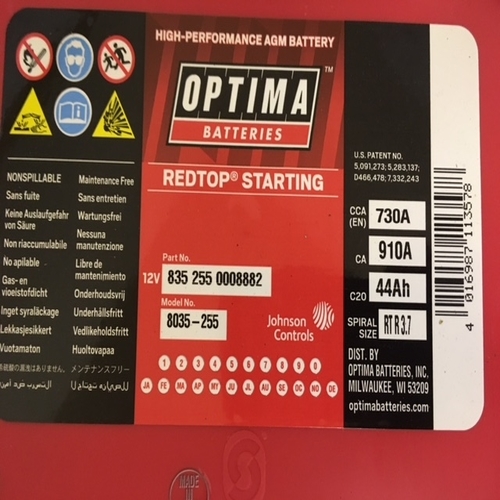 HIGH-PERFORMANCE AGM BATTERY
OPTIMA™
BATTERIES
REDTOP® STARTING
NONSPILLABLE
Sans fuite
Keine Auslaufgefahr
von Säure
Non riaccumulabile
No apilable
Gas- en
vloeistofdicht
Inget syraläckage
Lekkasjesikkert
Vuotamaton
Maintenance Free
Sans entretien
Wartungsfrei
Nessuna
manutenzione
Libre de
mantenimiento
Onderhoudsvrij
Underhållsfritt
Vedlikeholdsfritt
Huoltovapaa
メンテナンスフリー
Part No.
12V 835 255 0008882
Model No.
8035-255
Johnson
Controls
1 2 3 4 5 6 7 8 9 0
JA FE MA AP MY JU JL AU SE OC NO DE
U.S. PATENT NO.
5,091,273; 5,283,137;
D466,478; 7,332,243
CCA (EN) 730A
CA 910A
C20 44Ah
SPIRAL SIZE RT R 3.7
DIST. BY
OPTIMA BATTERIES, INC.
MILWAUKEE, WI 53209
optimabatteries.com
4 016987 113578
MADE